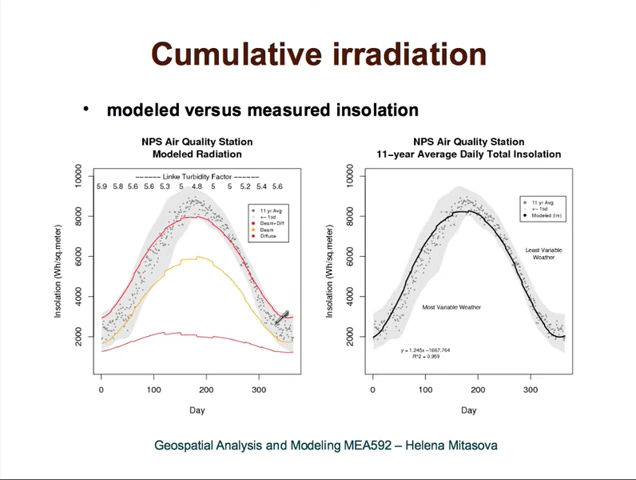 Cumulative irradiation
• modeled versus measured insolation
NPS Air Quality Station
Modeled Radiation
—————— Linke Turbidity Factor ——————
5.9 5.8 5.6 5.6 5.3 5 4.8 5 5 5.2 5.4 5.6
11 yr Avg
+−1sd
Beam+Diff
Beam
Diffuse
Insolation (Wh/sq.meter)
2000 4000 6000 8000 10000
0 100 200 300
Day
NPS Air Quality Station
11−year Average Daily Total Insolation
11 yr Avg
+−1sd
Modeled (lm)
Least Variable
Weather
Most Variable Weather
R^2 = 0.959
Insolation (Wh/sq.meter)
2000 4000 6000 8000 10000
0 100 200 300
Day
Geospatial Analysis and Modeling MEA592 – Helena Mitasova